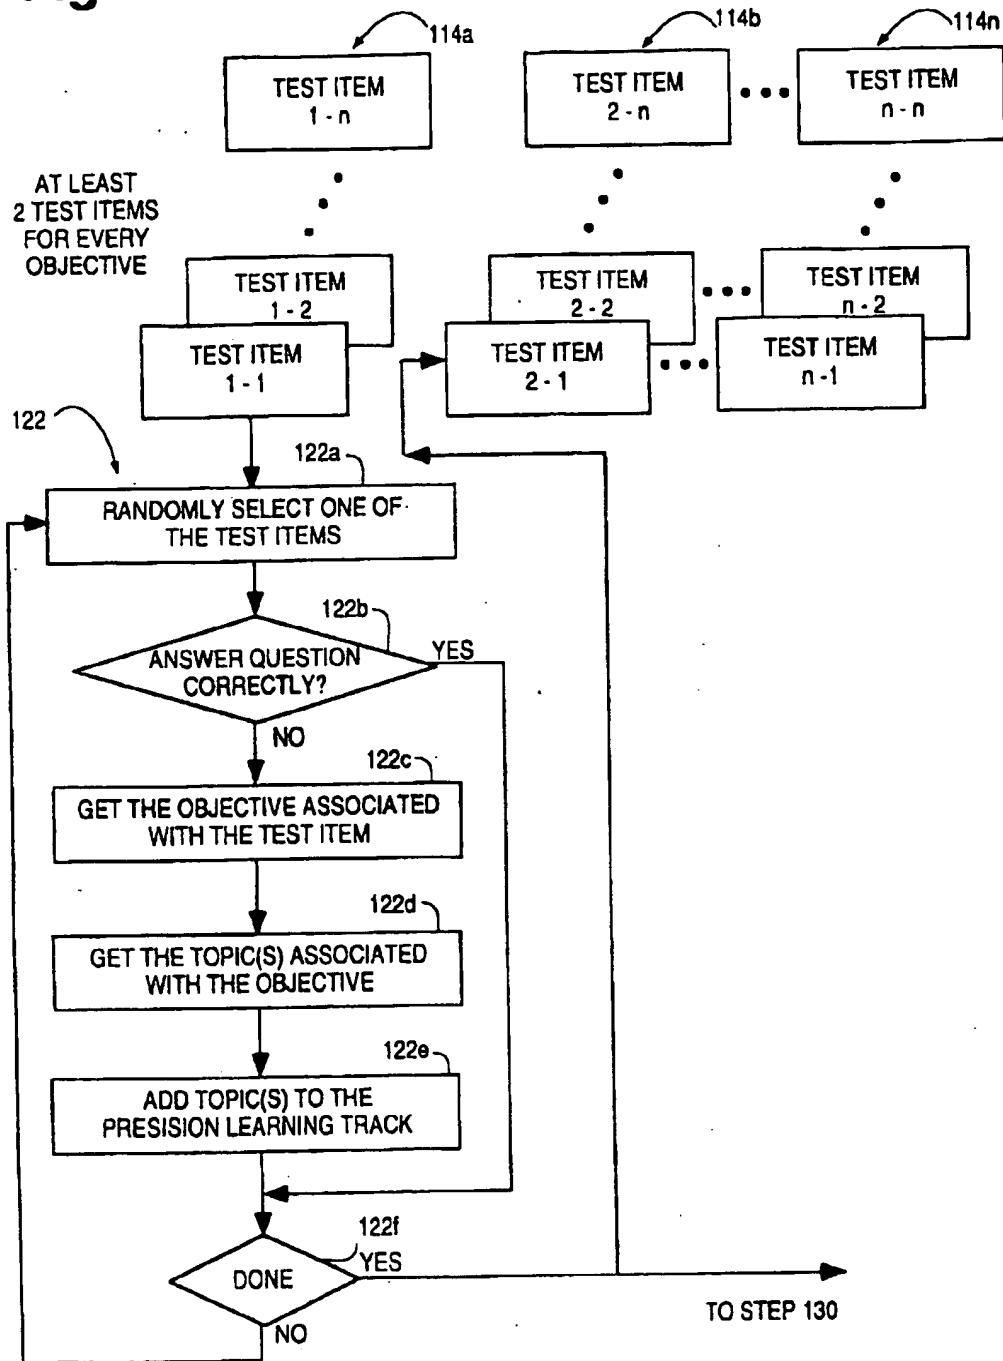 114a
114b
114n
TEST ITEM
1 - n
TEST ITEM
2 - n
TEST ITEM
n - n
AT LEAST
2 TEST ITEMS
FOR EVERY
OBJECTIVE
TEST ITEM
1 - 2
TEST ITEM
2 - 2
TEST ITEM
n - 2
TEST ITEM
1 - 1
TEST ITEM
2 - 1
TEST ITEM
n - 1
122
122a
RANDOMLY SELECT ONE OF
THE TEST ITEMS
122b
ANSWER QUESTION
CORRECTLY?
YES
NO
122c
GET THE OBJECTIVE ASSOCIATED
WITH THE TEST ITEM
122d
GET THE TOPIC(S) ASSOCIATED
WITH THE OBJECTIVE
122e
ADD TOPIC(S) TO THE
PRESISION LEARNING TRACK
122f
DONE
YES
NO
TO STEP 130